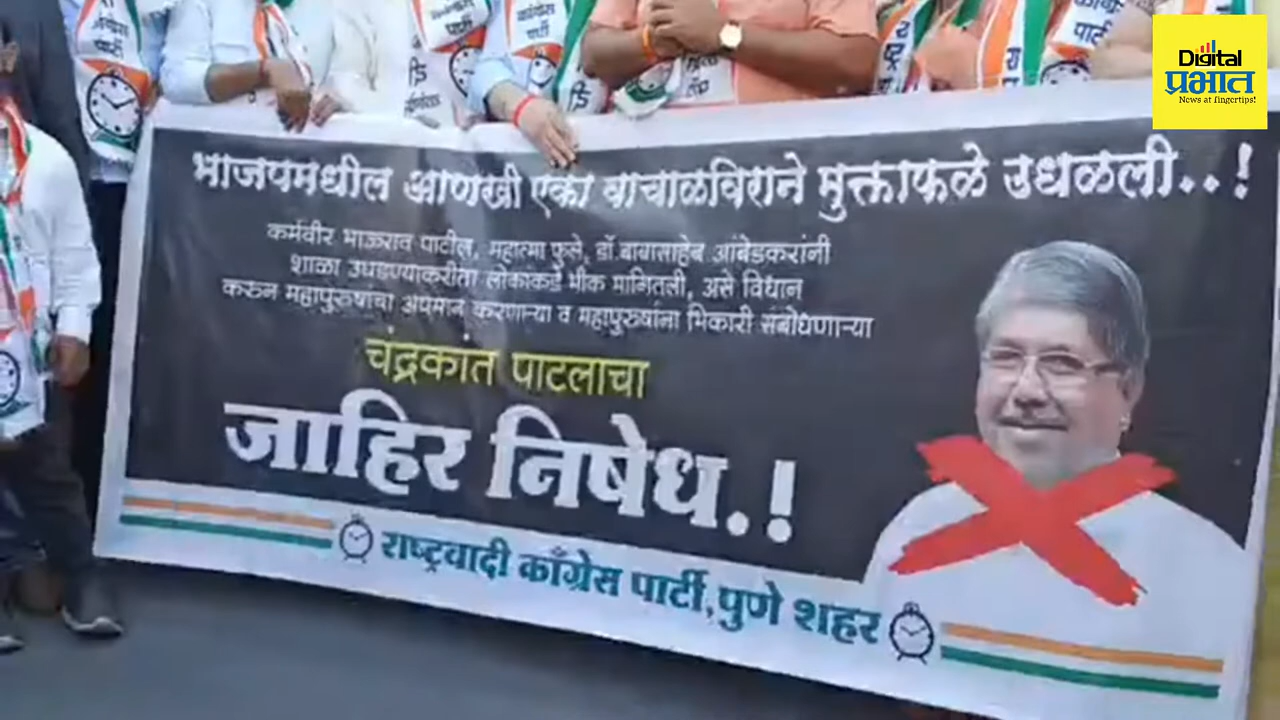 Digital
प्रभात
News at fingertips!
पार्टी
भाजपमधील आणखी एका वाचाळविराने मुक्ताफळे उधळली..!
कर्मवीर भाऊराव पाटील, महात्मा फुले, डॉ.बाबासाहेब आंबेडकरांनी
शाळा उघडण्याकरीता लोकाकडे भीक मागितली, असे विधान
करुन महापुरुषांचा अपमान करणाऱ्या व महापुरुषांना भिकारी संबोधणाऱ्या
चंद्रकांत पाटलाचा
जाहिर निषेध.!
राष्ट्रवादी काँग्रेस पार्टी,पुणे शहर